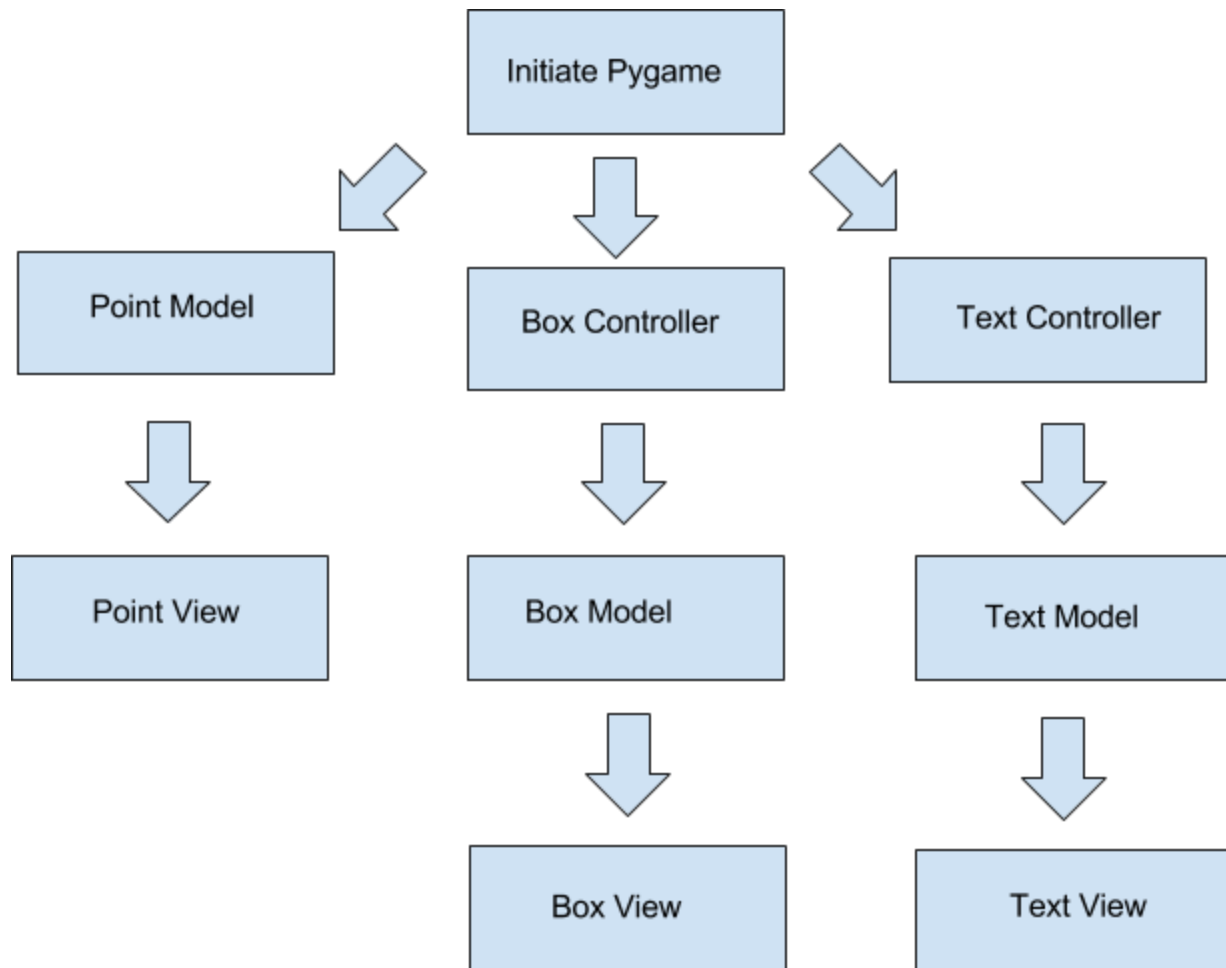 Initiate Pygame
Point Model
Box Controller
Text Controller
Point View
Box Model
Text Model
Box View
Text View